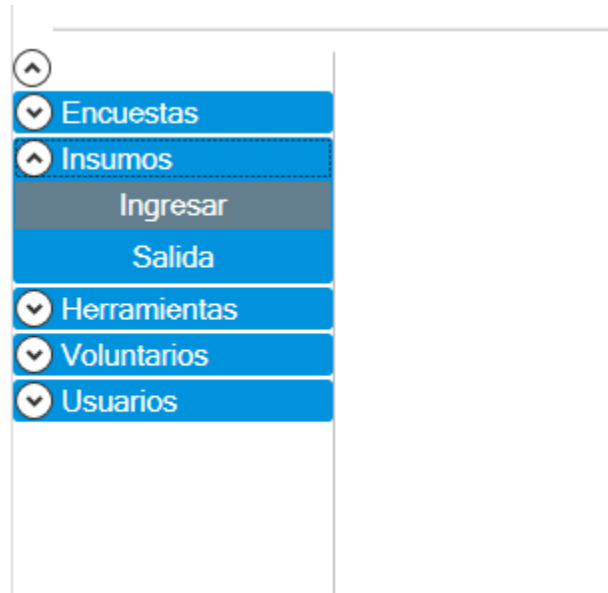 Encuestas
Insumos
Ingresar
Salida
Herramientas
Voluntarios
Usuarios